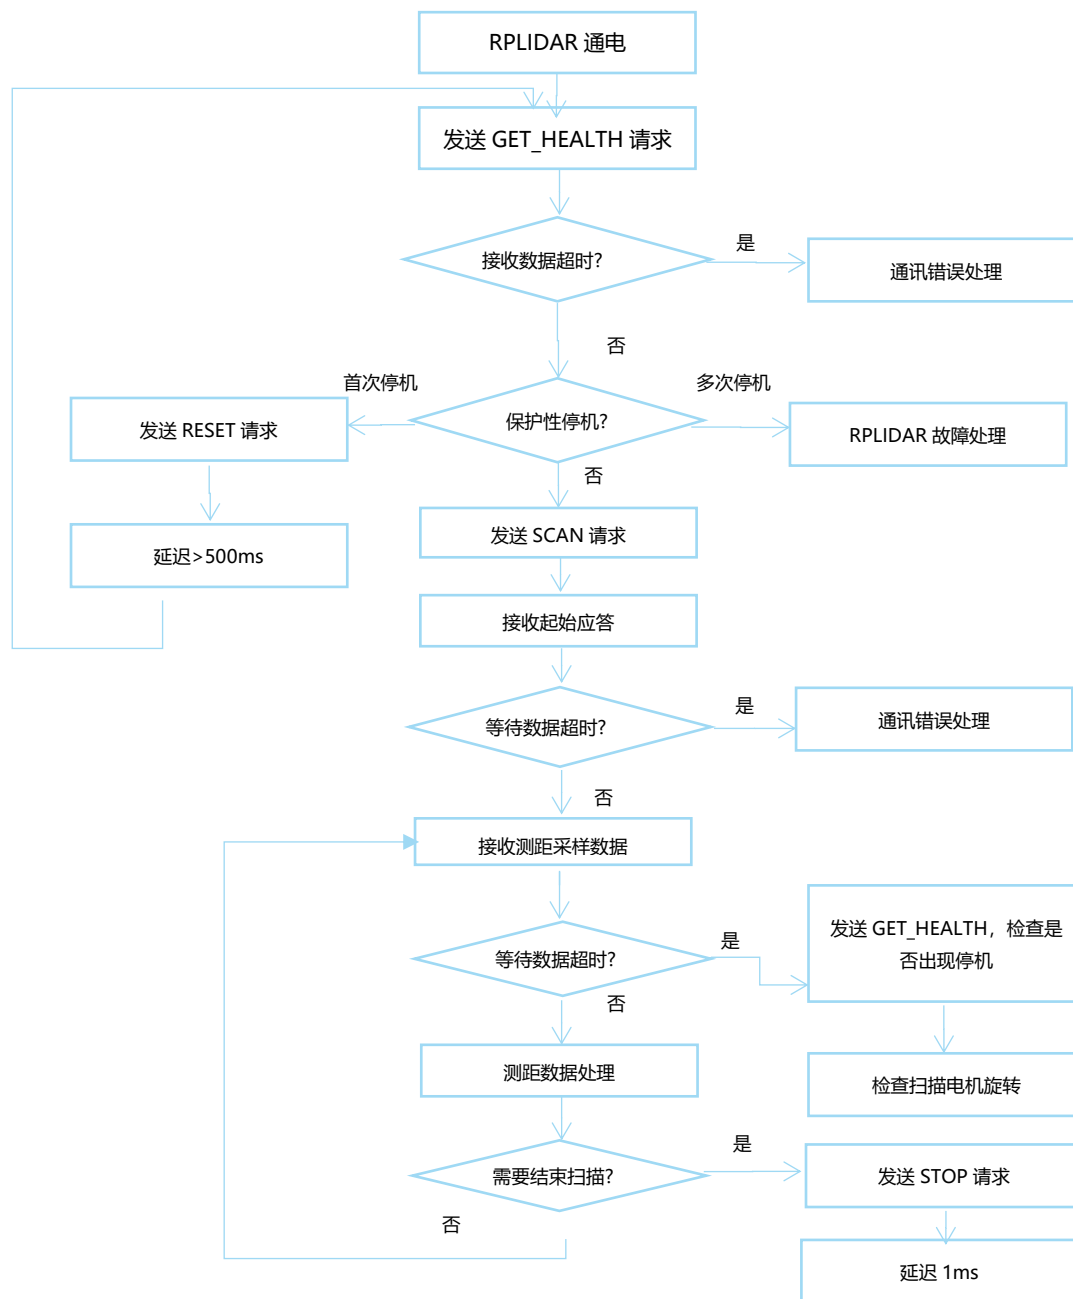 RPLIDAR 通电
发送 GET_HEALTH 请求
接收数据超时?
是
通讯错误处理
否
首次停机
多次停机
发送 RESET 请求
保护性停机?
RPLIDAR 故障处理
否
发送 SCAN 请求
延迟>500ms
接收起始应答
等待数据超时?
是
通讯错误处理
否
接收测距采样数据
发送 GET_HEALTH，检查是
否出现停机
等待数据超时?
是
否
测距数据处理
检查扫描电机旋转
需要结束扫描?
是
发送 STOP 请求
否
延迟 1ms